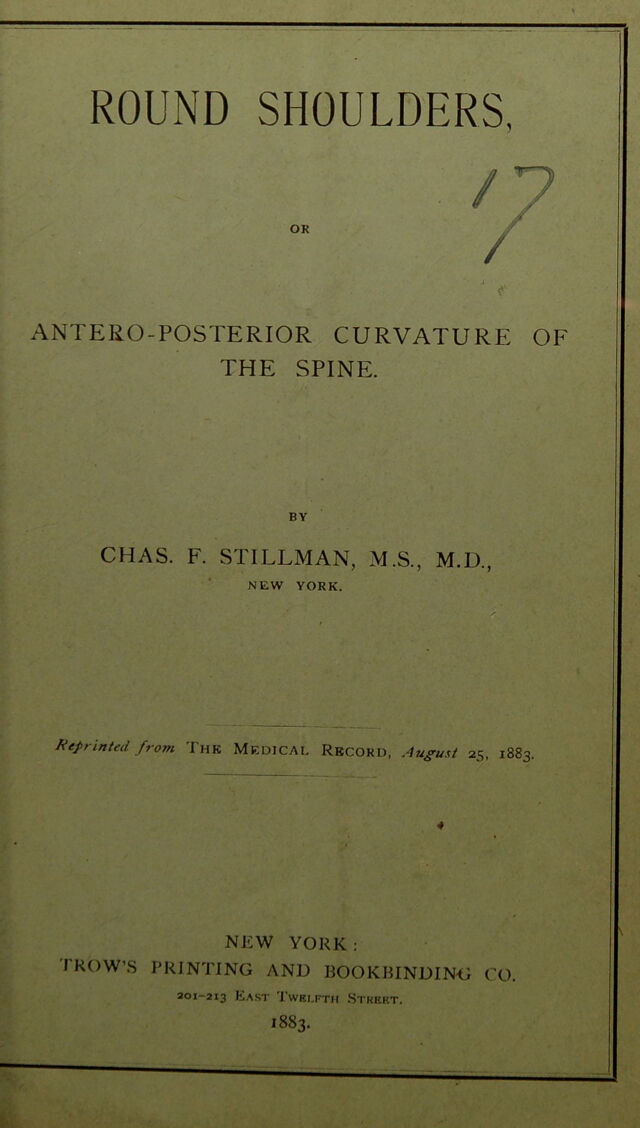 ROUND SHOULDERS,
17
OR
ANTERO-POSTERIOR CURVATURE OF
THE SPINE.
BY
CHAS. F. STILLMAN, M.S., M.D.,
NEW YORK.
Reprinted from THE MEDICAL RECORD, August 25, 1883.
NEW YORK:
TROW'S PRINTING AND BOOKBINDING CO.
201-213 EAST TWELFTH STREET.
1883.